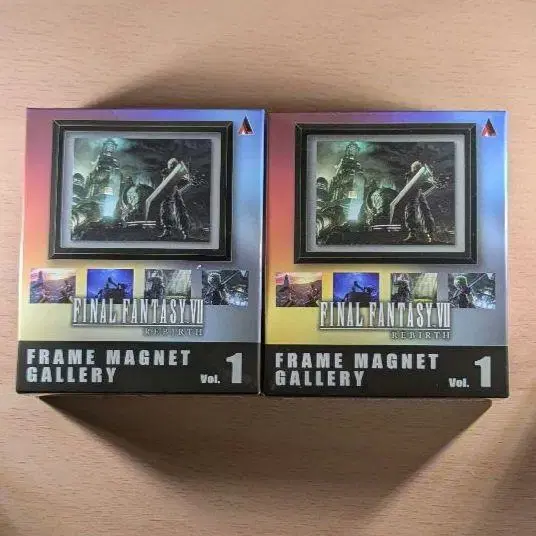 FINAL FANTASY VII
REBIRTH
FRAME MAGNET
GALLERY
Vol. 1
FINAL FANTASY VII
REBIRTH
FRAME MAGNET
GALLERY
Vol. 1